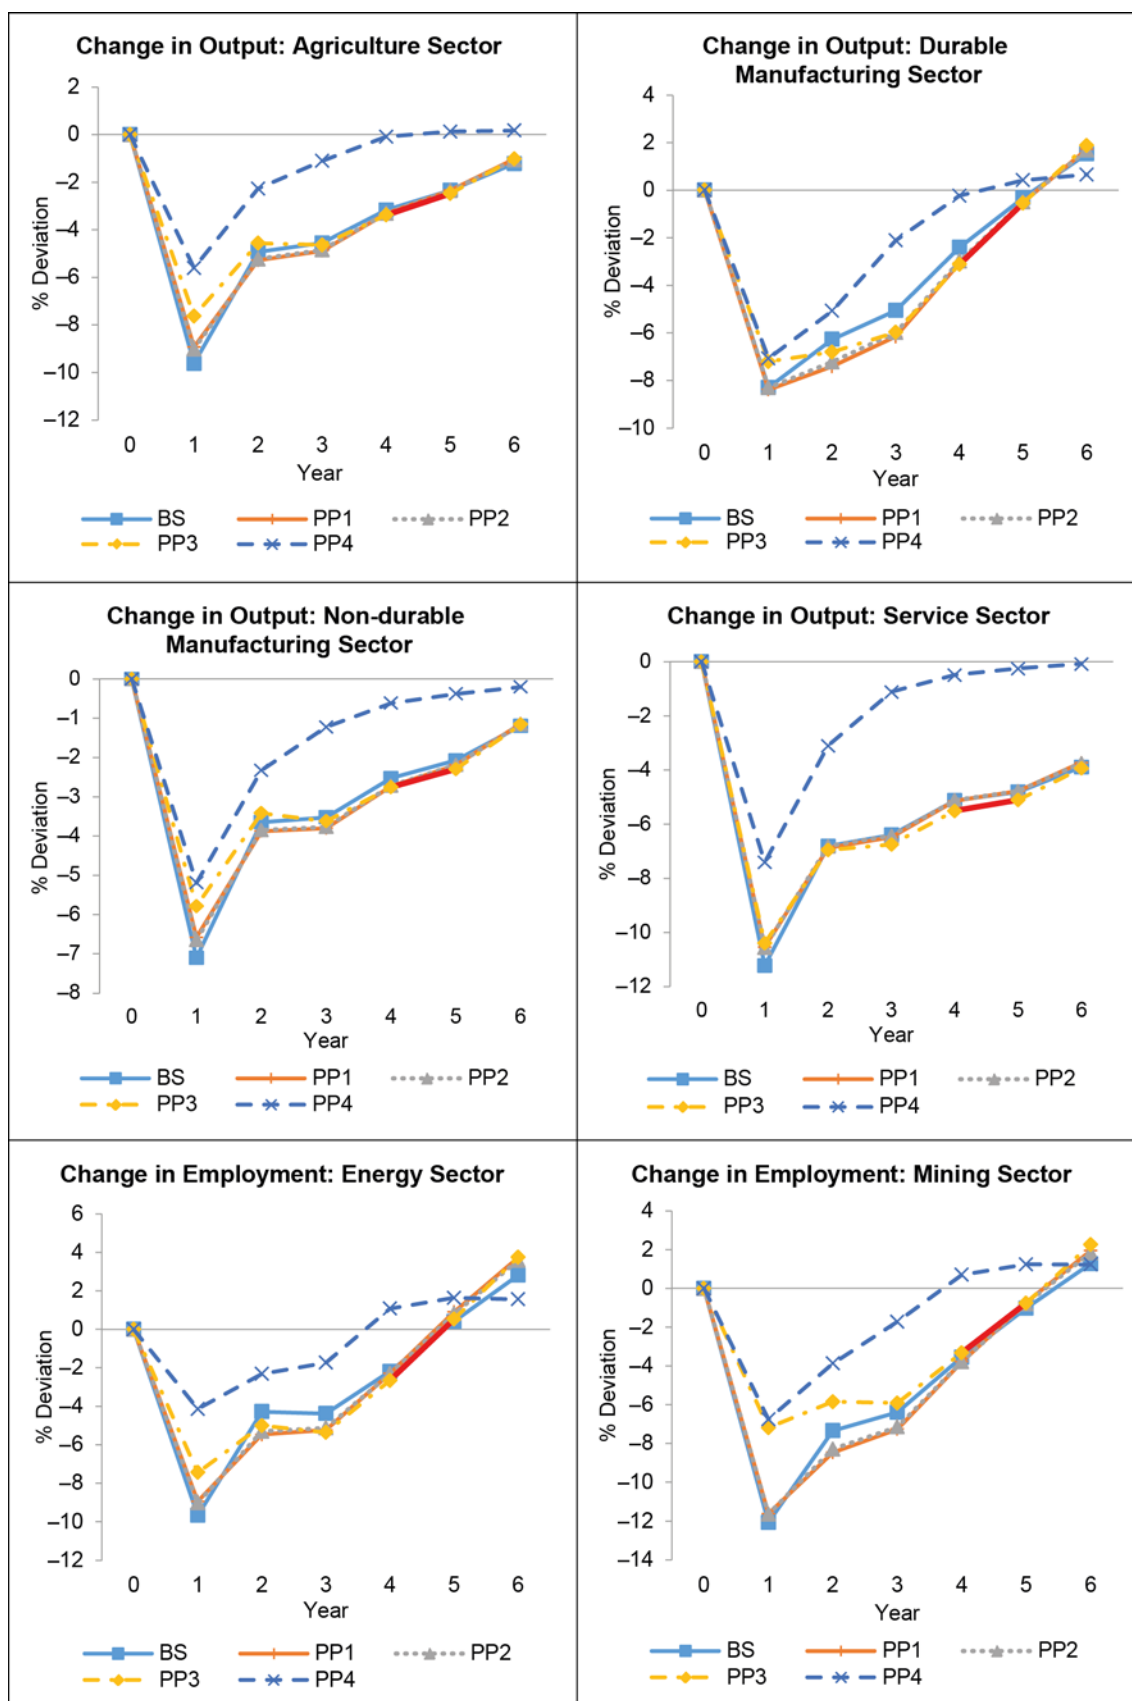 Change in Output: Agriculture Sector
2
0
–2
–4
–6
–8
–10
–12
% Deviation
0 1 2 3 4 5 6
Year
BS PP1 PP2
PP3 PP4
Change in Output: Durable
Manufacturing Sector
4
2
0
–2
–4
–6
–8
–10
% Deviation
0 1 2 3 4 5 6
Year
BS PP1 PP2
PP3 PP4
Change in Output: Non-durable
Manufacturing Sector
0
–1
–2
–3
–4
–5
–6
–7
–8
% Deviation
0 1 2 3 4 5 6
Year
BS PP1 PP2
PP3 PP4
Change in Output: Service Sector
0
–2
–4
–6
–8
–10
–12
% Deviation
0 1 2 3 4 5 6
Year
BS PP1 PP2
PP3 PP4
Change in Employment: Energy Sector
6
4
2
0
–2
–4
–6
–8
–10
–12
% Deviation
0 1 2 3 4 5 6
Year
BS PP1 PP2
PP3 PP4
Change in Employment: Mining Sector
4
2
0
–2
–4
–6
–8
–10
–12
–14
% Deviation
0 1 2 3 4 5 6
Year
BS PP1 PP2
PP3 PP4